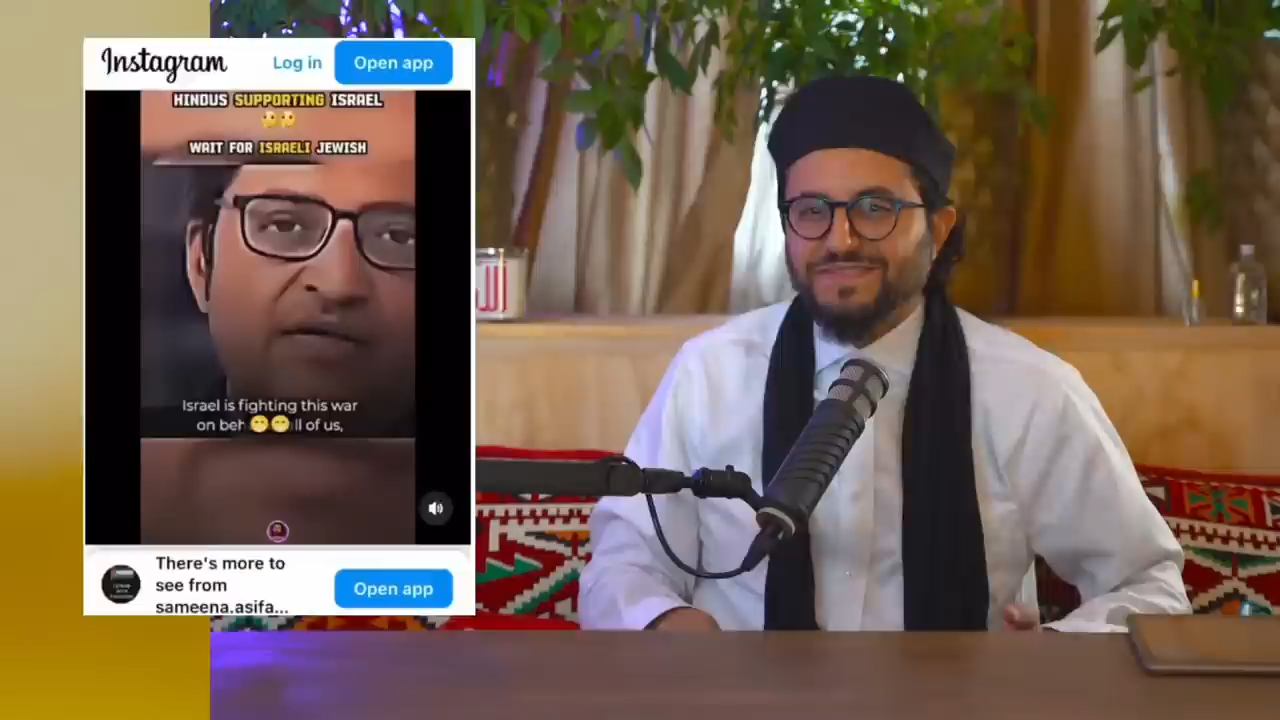 Instagram
Log in
Open app
HINDUS SUPPORTING ISRAEL
WAIT FOR ISRAELI JEWISH
Israel is fighting this war
on beh😁😁ll of us,
There's more to
see from
sameena.asifa...
Open app
الله